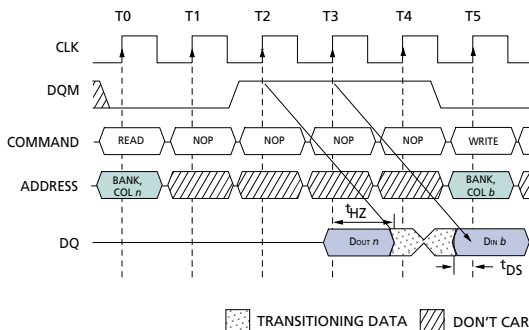 T0 T1 T2 T3 T4 T5
CLK
DQM
COMMAND READ NOP NOP NOP NOP WRITE
ADDRESS BANK, COL n BANK, COL b
tHZ
DQ DOUT n DIN b
tDS
TRANSITIONING DATA DON'T CAR